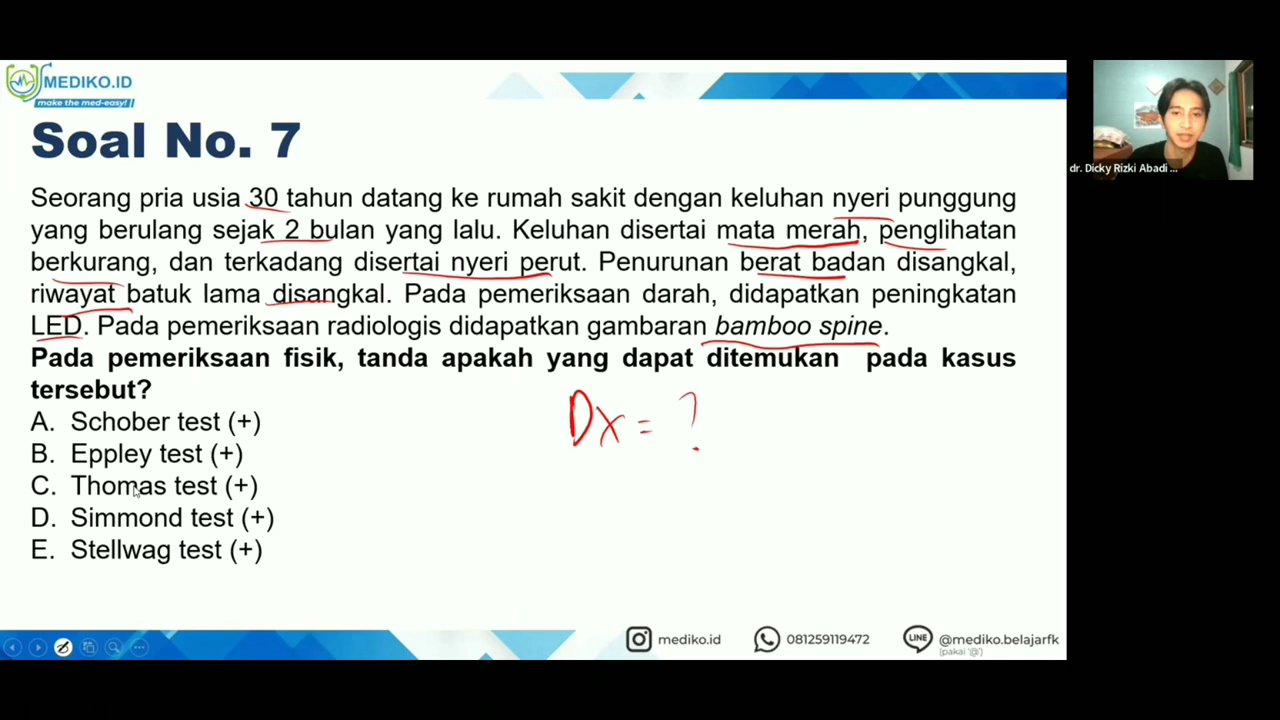 MEDIKO.ID
make the med-easy!
Soal No. 7
Seorang pria usia 30 tahun datang ke rumah sakit dengan keluhan nyeri punggung
yang berulang sejak 2 bulan yang lalu. Keluhan disertai mata merah, penglihatan
berkurang, dan terkadang disertai nyeri perut. Penurunan berat badan disangkal,
riwayat batuk lama disangkal. Pada pemeriksaan darah, didapatkan peningkatan
LED. Pada pemeriksaan radiologis didapatkan gambaran bamboo spine.
Pada pemeriksaan fisik, tanda apakah yang dapat ditemukan pada kasus
tersebut?
A. Schober test (+)
B. Eppley test (+)
C. Thomas test (+)
D. Simmond test (+)
E. Stellwag test (+)
Dx = ?
mediko.id
081259119472
LINE
@mediko.belajarfk
(pakai '@')
dr. Dicky Rizki Abadi ...